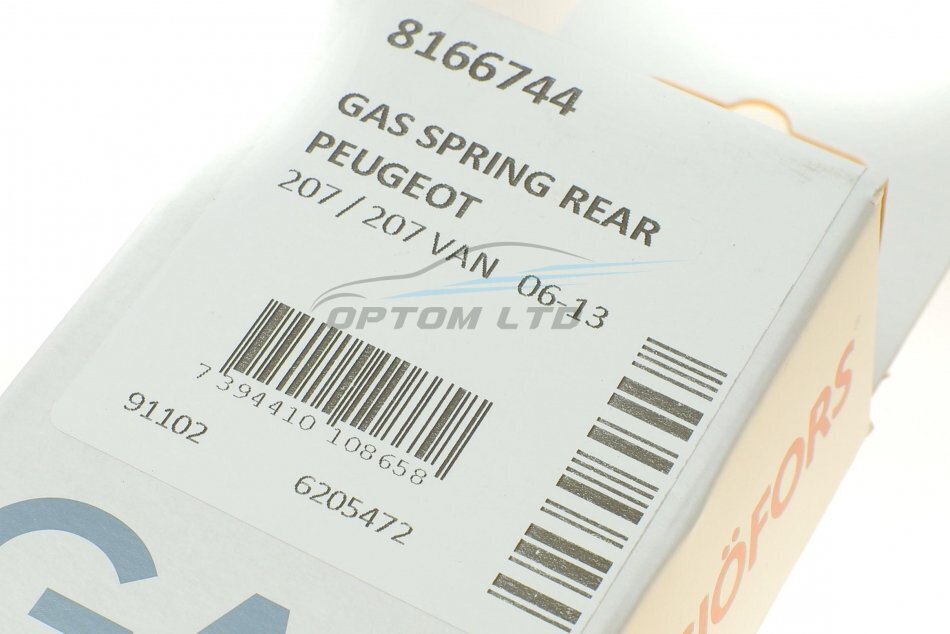 8166744
GAS SPRING REAR
PEUGEOT
207 / 207 VAN 06-13
OPTOM LTD
7 394410 108658
91102
6205472